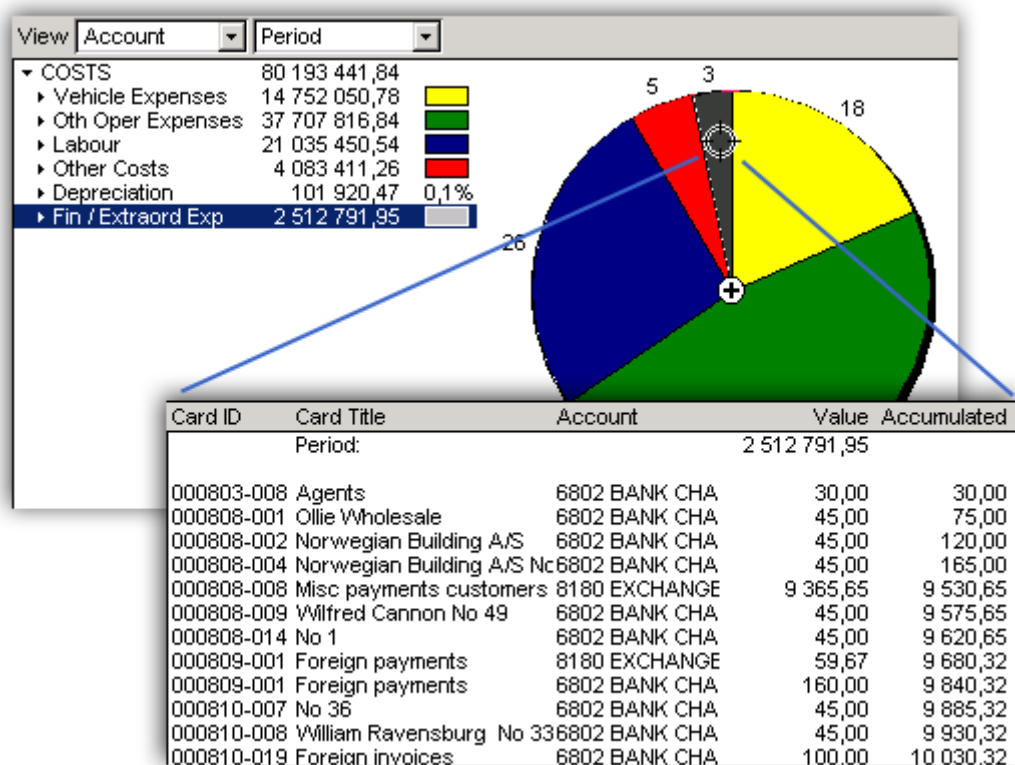 View Account Period
COSTS 80 193 441,84
Vehicle Expenses 14 752 050,78
Oth Oper Expenses 37 707 816,84
Labour 21 035 450,54
Other Costs 4 083 411,26
Depreciation 101 920,47 0,1%
Fin / Extraord Exp 2 512 791,95
5
3
18
26
Card ID Card Title Account Value Accumulated
Period: 2 512 791,95
000803-008 Agents 6802 BANK CHA 30,00 30,00
000808-001 Ollie Wholesale 6802 BANK CHA 45,00 75,00
000808-002 Norwegian Building A/S 6802 BANK CHA 45,00 120,00
000808-004 Norwegian Building A/S Nc 6802 BANK CHA 45,00 165,00
000808-008 Misc payments customers 8180 EXCHANGE 9 365,65 9 530,65
000808-009 Wilfred Cannon No 49 6802 BANK CHA 45,00 9 575,65
000808-014 No 1 6802 BANK CHA 45,00 9 620,65
000809-001 Foreign payments 8180 EXCHANGE 59,67 9 680,32
000809-001 Foreign payments 6802 BANK CHA 160,00 9 840,32
000810-007 No 36 6802 BANK CHA 45,00 9 885,32
000810-008 William Ravensburg No 33 6802 BANK CHA 45,00 9 930,32
000810-019 Foreign invoices 6802 BANK CHA 100,00 10 030,32